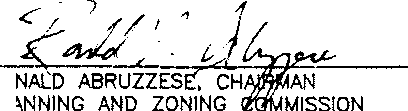 NALD ABRUZZESE, CHAIRMAN
ANNING AND ZONING COMMISSION